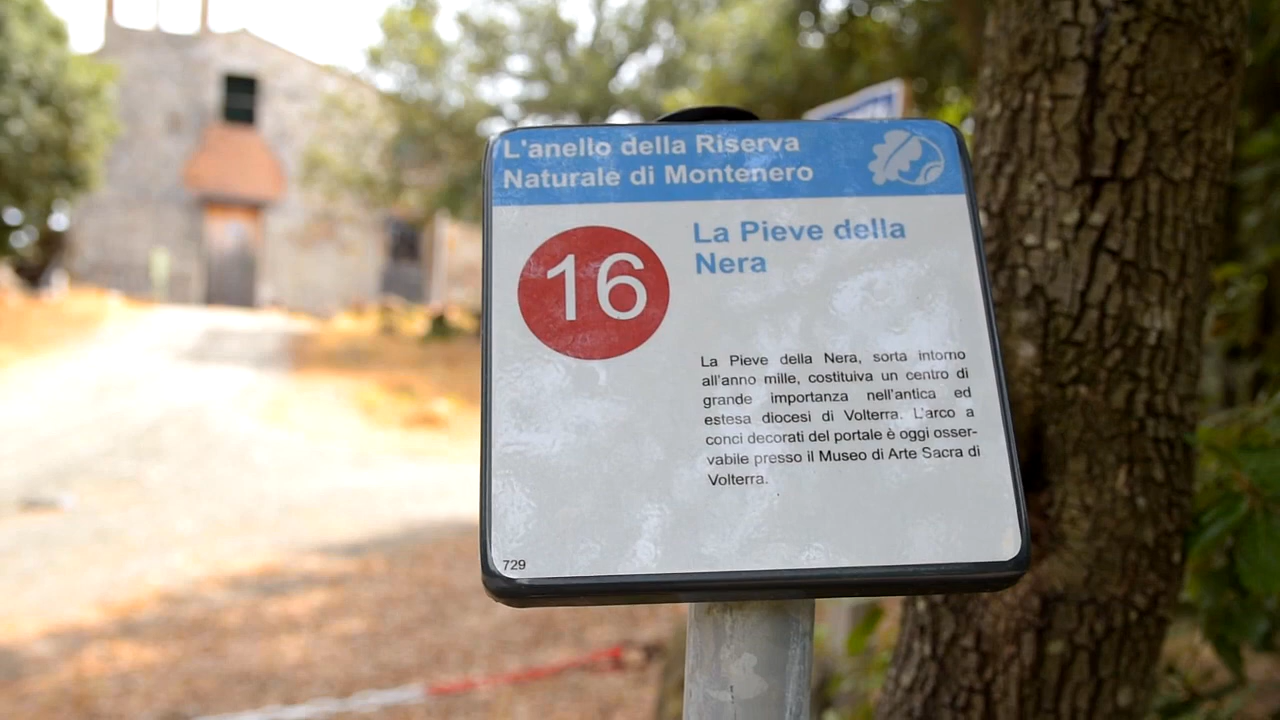 L'anello della Riserva
Naturale di Montenero
16
La Pieve della
Nera
La Pieve della Nera, sorta intorno
all'anno mille, costituiva un centro di
grande importanza nell'antica ed
estesa diocesi di Volterra. L'arco a
conci decorati del portale è oggi osser-
vabile presso il Museo di Arte Sacra di
Volterra.
729